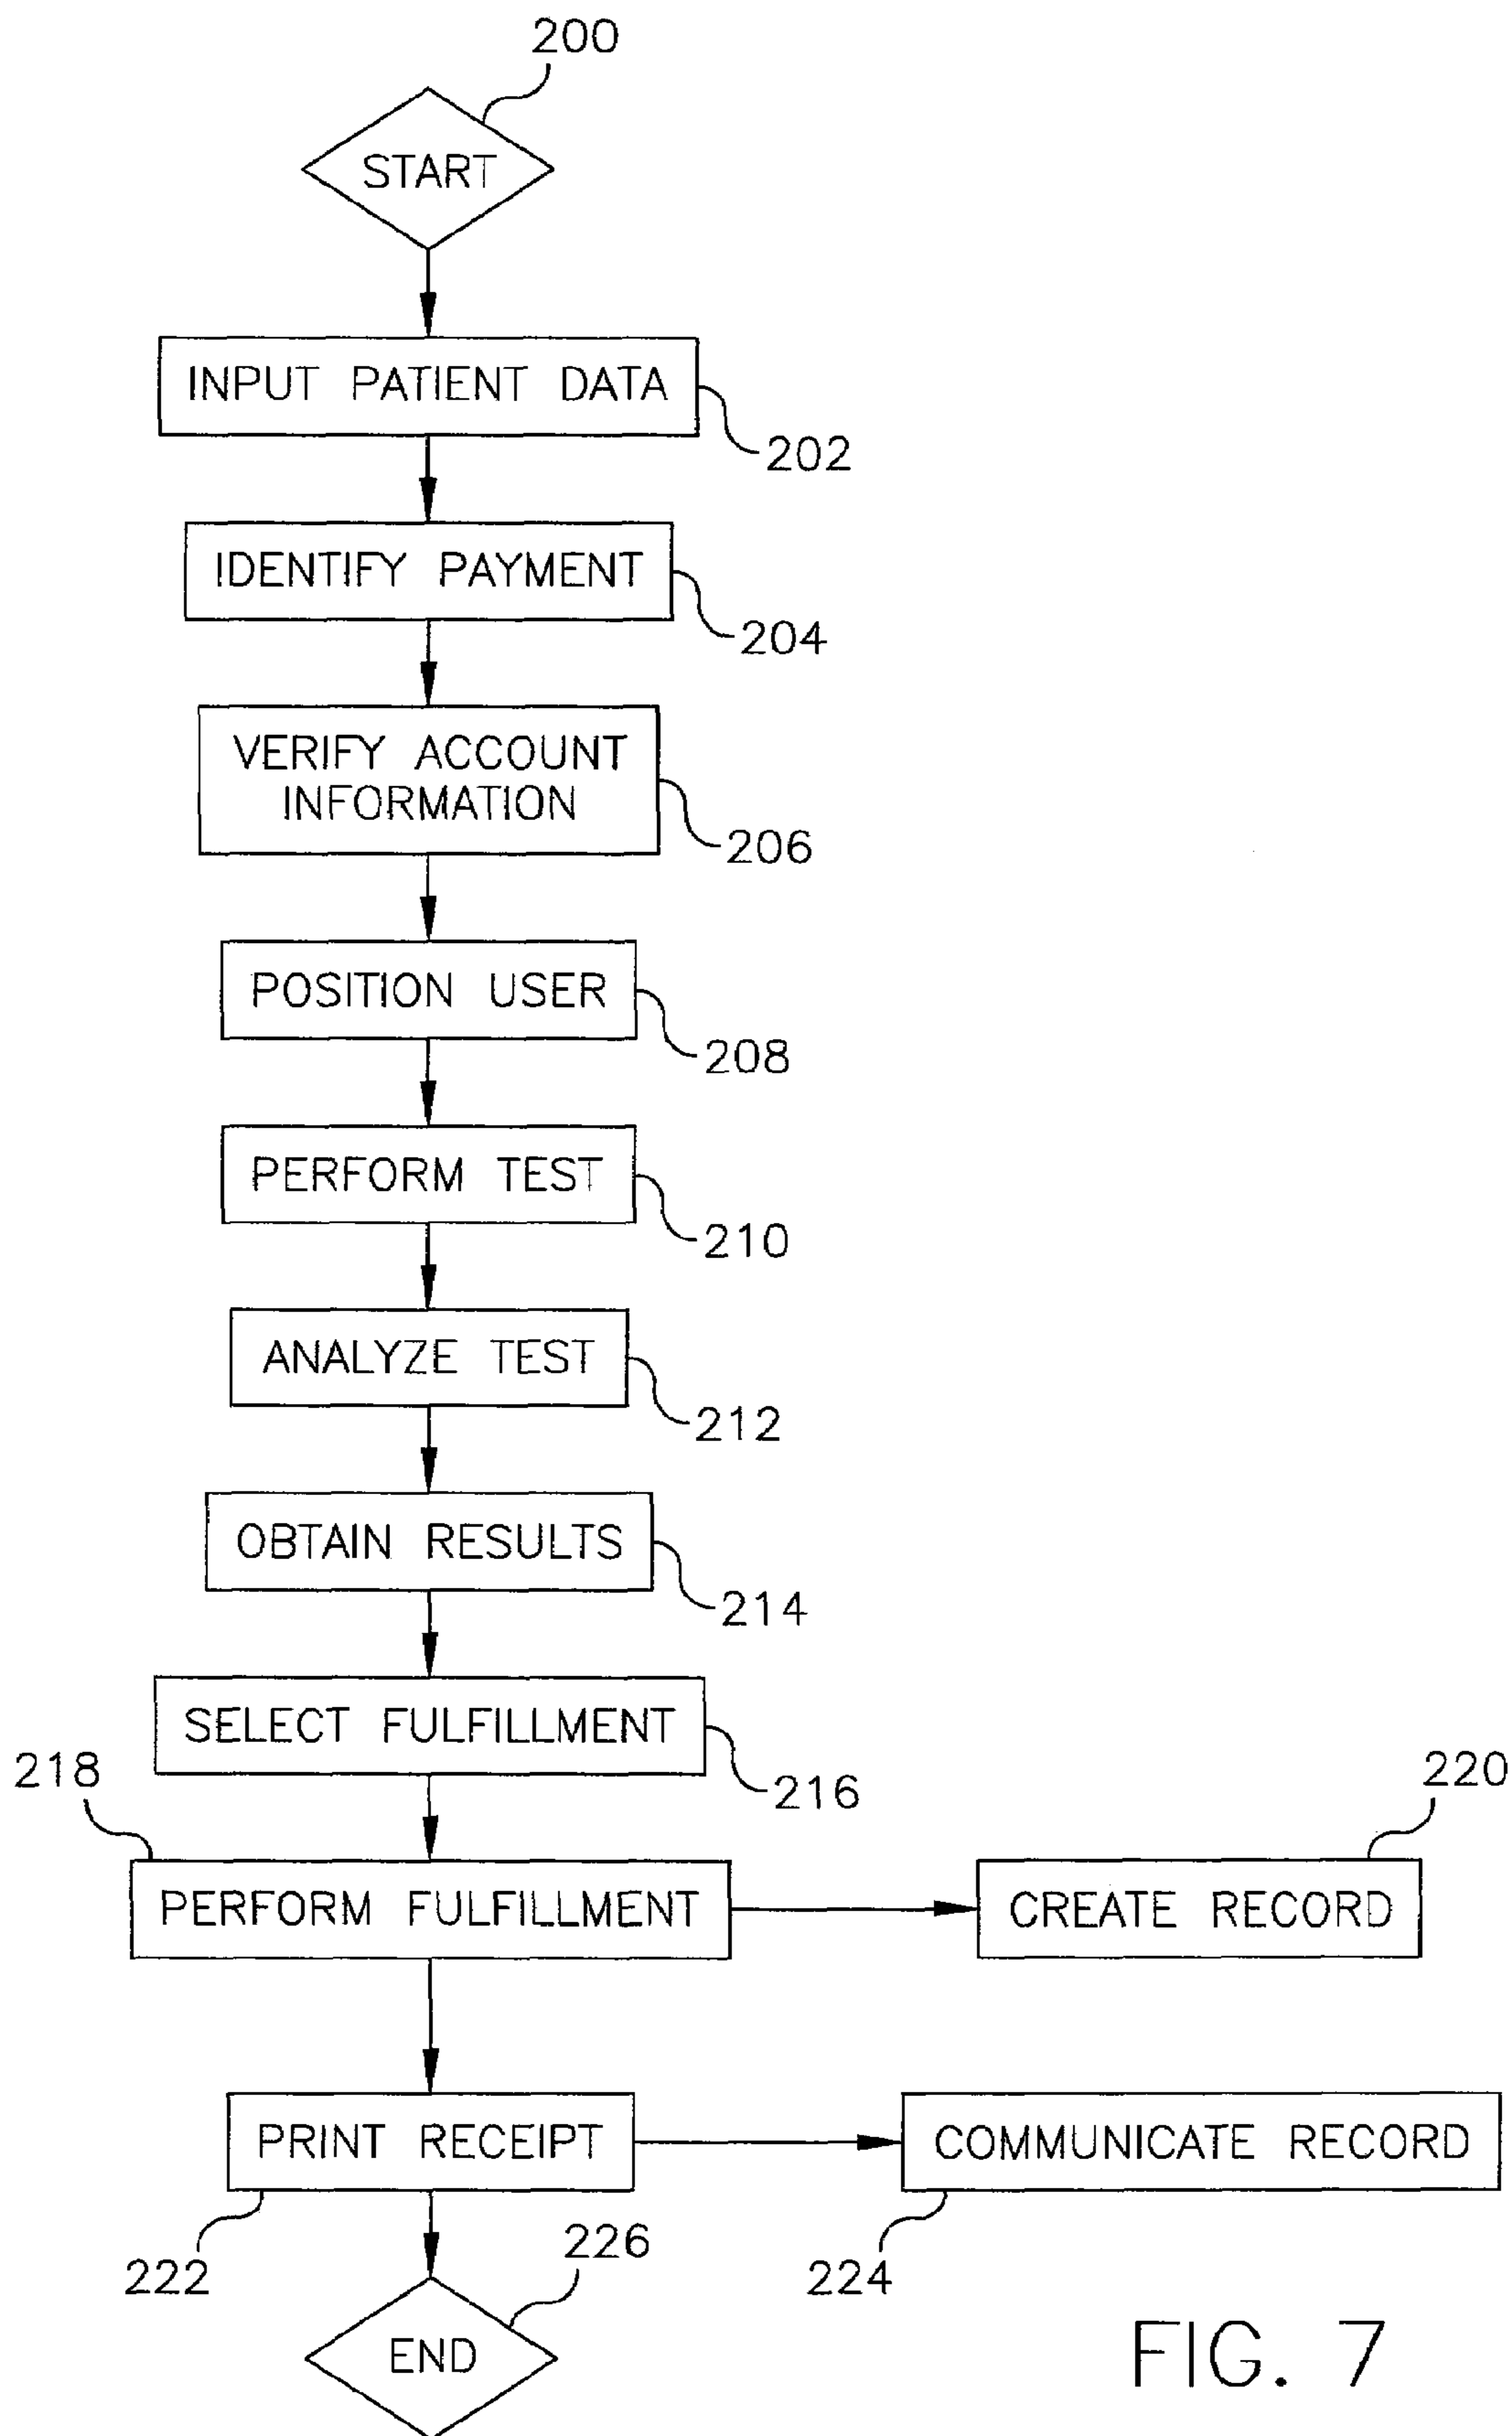 200
START
INPUT PATIENT DATA
202
IDENTIFY PAYMENT
204
VERIFY ACCOUNT
INFORMATION
206
POSITION USER
208
PERFORM TEST
210
ANALYZE TEST
212
OBTAIN RESULTS
214
SELECT FULFILLMENT
216
218
220
PERFORM FULFILLMENT
CREATE RECORD
PRINT RECEIPT
COMMUNICATE RECORD
222
226
224
END
FIG. 7